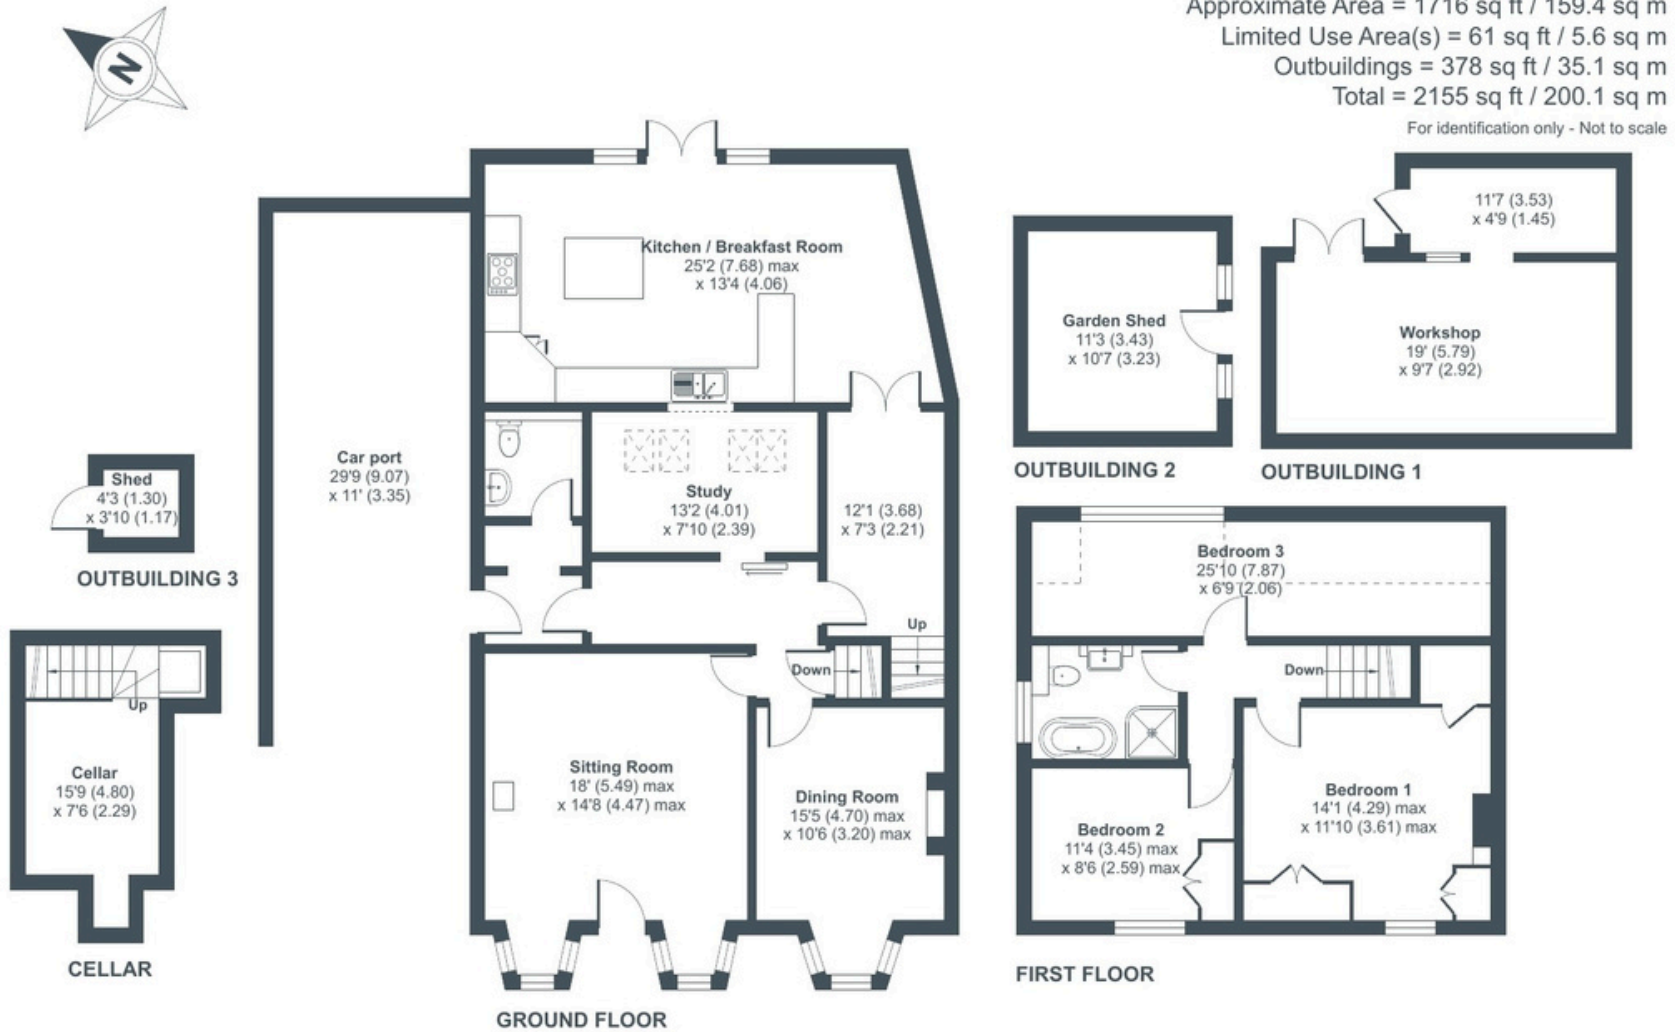 Approximate Area = 1716 sq ft / 159.4 sq m
Limited Use Area(s) = 61 sq ft / 5.6 sq m
Outbuildings = 378 sq ft / 35.1 sq m
Total = 2155 sq ft / 200.1 sq m
For identification only - Not to scale
N
Kitchen / Breakfast Room
25'2 (7.68) max
x 13'4 (4.06)
Car port
29'9 (9.07)
x 11' (3.35)
Study
13'2 (4.01)
x 7'10 (2.39)
12'1 (3.68)
x 7'3 (2.21)
Up
Down
Sitting Room
18' (5.49) max
x 14'8 (4.47) max
Dining Room
15'5 (4.70) max
x 10'6 (3.20) max
GROUND FLOOR
Shed
4'3 (1.30)
x 3'10 (1.17)
OUTBUILDING 3
Up
Cellar
15'9 (4.80)
x 7'6 (2.29)
CELLAR
Garden Shed
11'3 (3.43)
x 10'7 (3.23)
OUTBUILDING 2
11'7 (3.53)
x 4'9 (1.45)
Workshop
19' (5.79)
x 9'7 (2.92)
OUTBUILDING 1
Bedroom 3
25'10 (7.87)
x 6'9 (2.06)
Down
Bedroom 1
14'1 (4.29) max
x 11'10 (3.61) max
Bedroom 2
11'4 (3.45) max
x 8'6 (2.59) max
FIRST FLOOR